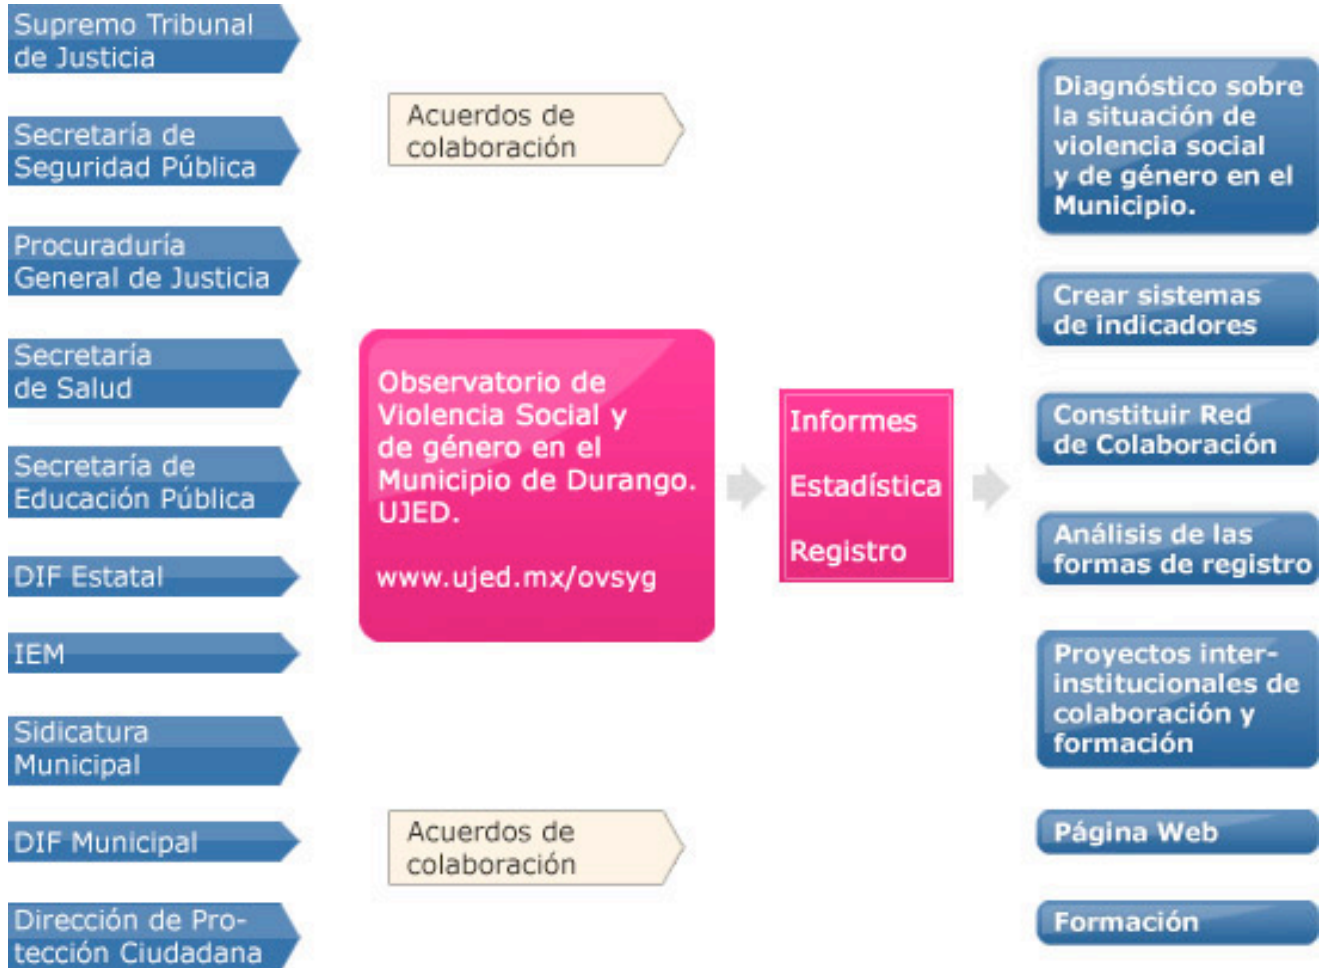 Supremo Tribunal
de Justicia
Secretaría de
Seguridad Pública
Procuraduría
General de Justicia
Secretaría
de Salud
Secretaría de
Educación Pública
DIF Estatal
IEM
Sidicatura
Municipal
DIF Municipal
Dirección de Pro-
tección Ciudadana
Acuerdos de
colaboración
Observatorio de
Violencia Social y
de género en el
Municipio de Durango.
UJED.
www.ujed.mx/ovsyg
Acuerdos de
colaboración
Informes
Estadística
Registro
Diagnóstico sobre
la situación de
violencia social
y de género en el
Municipio.
Crear sistemas
de indicadores
Constituir Red
de Colaboración
Análisis de las
formas de registro
Proyectos inter-
institucionales de
colaboración y
formación
Página Web
Formación